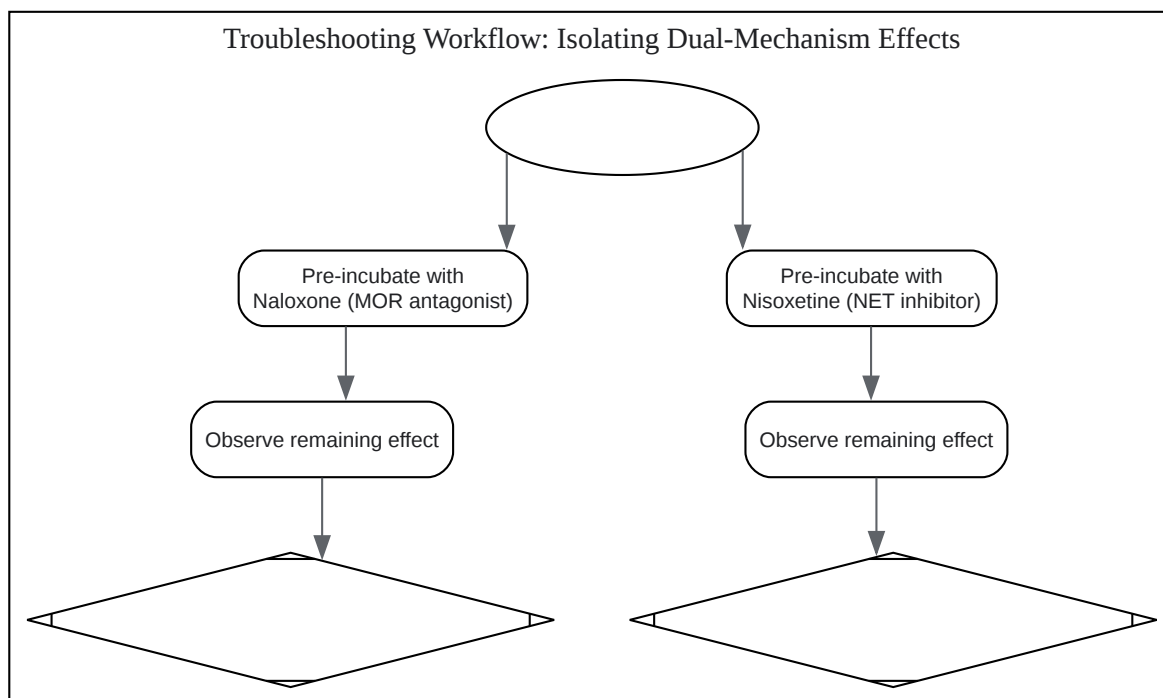 Troubleshooting Workflow: Isolating Dual-Mechanism Effects
Pre-incubate with
Naloxone (MOR antagonist)
Pre-incubate with
Nisoxetine (NET inhibitor)
Observe remaining effect
Observe remaining effect